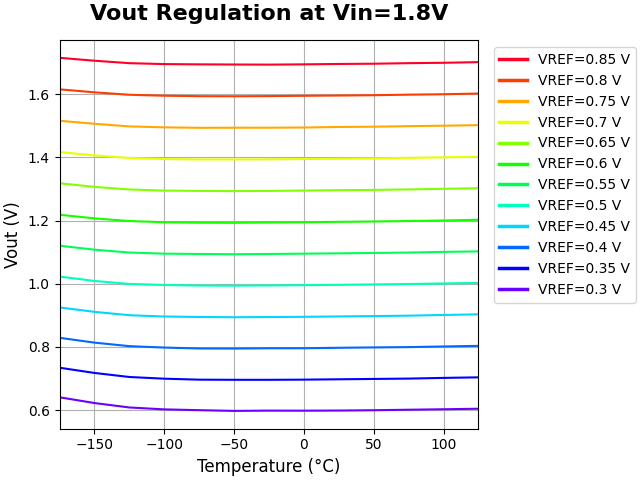 Vout Regulation at Vin=1.8V
Vout (V)
1.6
1.4
1.2
1.0
0.8
0.6
−150
−100
−50
0
50
100
Temperature (°C)
VREF=0.85 V
VREF=0.8 V
VREF=0.75 V
VREF=0.7 V
VREF=0.65 V
VREF=0.6 V
VREF=0.55 V
VREF=0.5 V
VREF=0.45 V
VREF=0.4 V
VREF=0.35 V
VREF=0.3 V